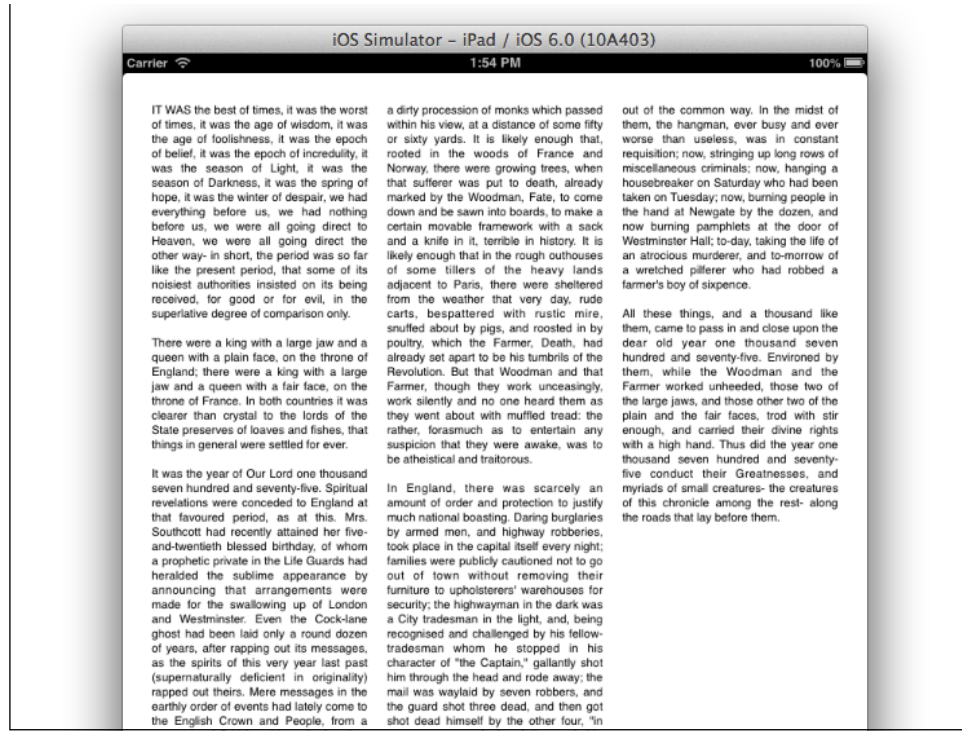 iOS Simulator – iPad / iOS 6.0 (10A403)
Carrier
1:54 PM
100%
IT WAS the best of times, it was the worst
of times, it was the age of wisdom, it was
the age of foolishness, it was the epoch
of belief, it was the epoch of incredulity, it
was the season of Light, it was the
season of Darkness, it was the spring of
hope, it was the winter of despair, we had
everything before us, we had nothing
before us, we were all going direct to
Heaven, we were all going direct the
other way- in short, the period was so far
like the present period, that some of its
noisiest authorities insisted on its being
received, for good or for evil, in the
superlative degree of comparison only.
There were a king with a large jaw and a
queen with a plain face, on the throne of
England; there were a king with a large
jaw and a queen with a fair face, on the
throne of France. In both countries it was
clearer than crystal to the lords of the
State preserves of loaves and fishes, that
things in general were settled for ever.
It was the year of Our Lord one thousand
seven hundred and seventy-five. Spiritual
revelations were conceded to England at
that favoured period, as at this. Mrs.
Southcott had recently attained her five-
and-twentieth blessed birthday, of whom
a prophetic private in the Life Guards had
heralded the sublime appearance by
announcing that arrangements were
made for the swallowing up of London
and Westminster. Even the Cock-lane
ghost had been laid only a round dozen
of years, after rapping out its messages,
as the spirits of this very year last past
(supernaturally deficient in originality)
rapped out theirs. Mere messages in the
earthly order of events had lately come to
the English Crown and People, from a
a dirty procession of monks which passed
within his view, at a distance of some fifty
or sixty yards. It is likely enough that,
rooted in the woods of France and
Norway, there were growing trees, when
that sufferer was put to death, already
marked by the Woodman, Fate, to come
down and be sawn into boards, to make a
certain movable framework with a sack
and a knife in it, terrible in history. It is
likely enough that in the rough outhouses
of some tillers of the heavy lands
adjacent to Paris, there were sheltered
from the weather that very day, rude
carts, bespattered with rustic mire,
snuffed about by pigs, and roosted in by
poultry, which the Farmer, Death, had
already set apart to be his tumbrils of the
Revolution. But that Woodman and that
Farmer, though they work unceasingly,
work silently and no one heard them as
they went about with muffled tread: the
rather, forasmuch as to entertain any
suspicion that they were awake, was to
be atheistical and traitorous.
In England, there was scarcely an
amount of order and protection to justify
much national boasting. Daring burglaries
by armed men, and highway robberies,
took place in the capital itself every night;
families were publicly cautioned not to go
out of town without removing their
furniture to upholsterers' warehouses for
security; the highwayman in the dark was
a City tradesman in the light, and, being
recognised and challenged by his fellow-
tradesman whom he stopped in his
character of "the Captain," gallantly shot
him through the head and rode away; the
mail was waylaid by seven robbers, and
the guard shot three dead, and then got
shot dead himself by the other four, "in
out of the common way. In the midst of
them, the hangman, ever busy and ever
worse than useless, was in constant
requisition; now, stringing up long rows of
miscellaneous criminals; now, hanging a
housebreaker on Saturday who had been
taken on Tuesday; now, burning people in
the hand at Newgate by the dozen, and
now burning pamphlets at the door of
Westminster Hall; to-day, taking the life of
an atrocious murderer, and to-morrow of
a wretched pilferer who had robbed a
farmer's boy of sixpence.
All these things, and a thousand like
them, came to pass in and close upon the
dear old year one thousand seven
hundred and seventy-five. Environed by
them, while the Woodman and the
Farmer worked unheeded, those two of
the large jaws, and those other two of the
plain and the fair faces, trod with stir
enough, and carried their divine rights
with a high hand. Thus did the year one
thousand seven hundred and seventy-
five conduct their Greatnesses, and
myriads of small creatures- the creatures
of this chronicle among the rest- along
the roads that lay before them.